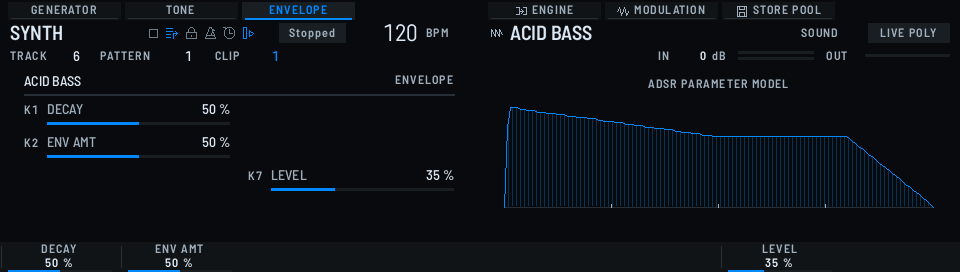 GENERATOR TONE ENVELOPE ENGINE MODULATION STORE POOL
SYNTH Stopped 120 BPM ACID BASS SOUND LIVE POLY
TRACK 6 PATTERN 1 CLIP 1 IN 0 dB OUT
ACID BASS ENVELOPE ADSR PARAMETER MODEL
K1 DECAY 50 %
K2 ENV AMT 50 %
K7 LEVEL 35 %
DECAY ENV AMT LEVEL
50 % 50 % 35 %